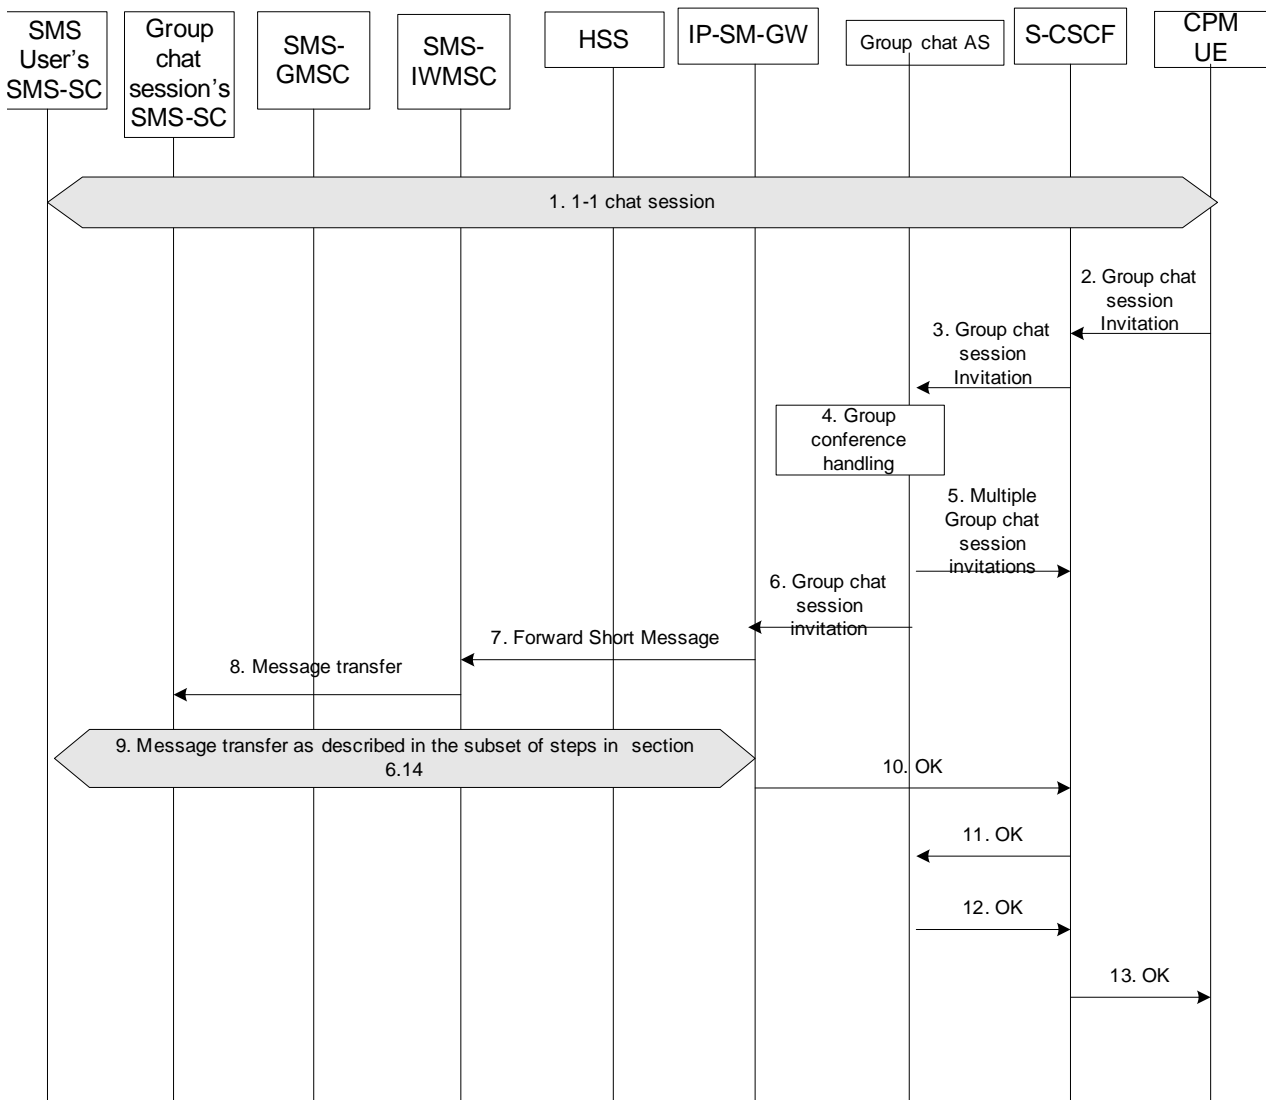 SMS
User's
SMS-SC
Group
chat
session's
SMS-SC
SMS-
GMSC
SMS-
IWMSC
HSS
IP-SM-GW
Group chat AS
S-CSCF
CPM
UE
1. 1-1 chat session
2. Group chat
session
Invitation
3. Group chat
session
Invitation
4. Group
conference
handling
5. Multiple
Group chat
session
invitations
6. Group chat
session
invitation
7. Forward Short Message
8. Message transfer
9. Message transfer as described in the subset of steps in section
6.14
10. OK
11. OK
12. OK
13. OK